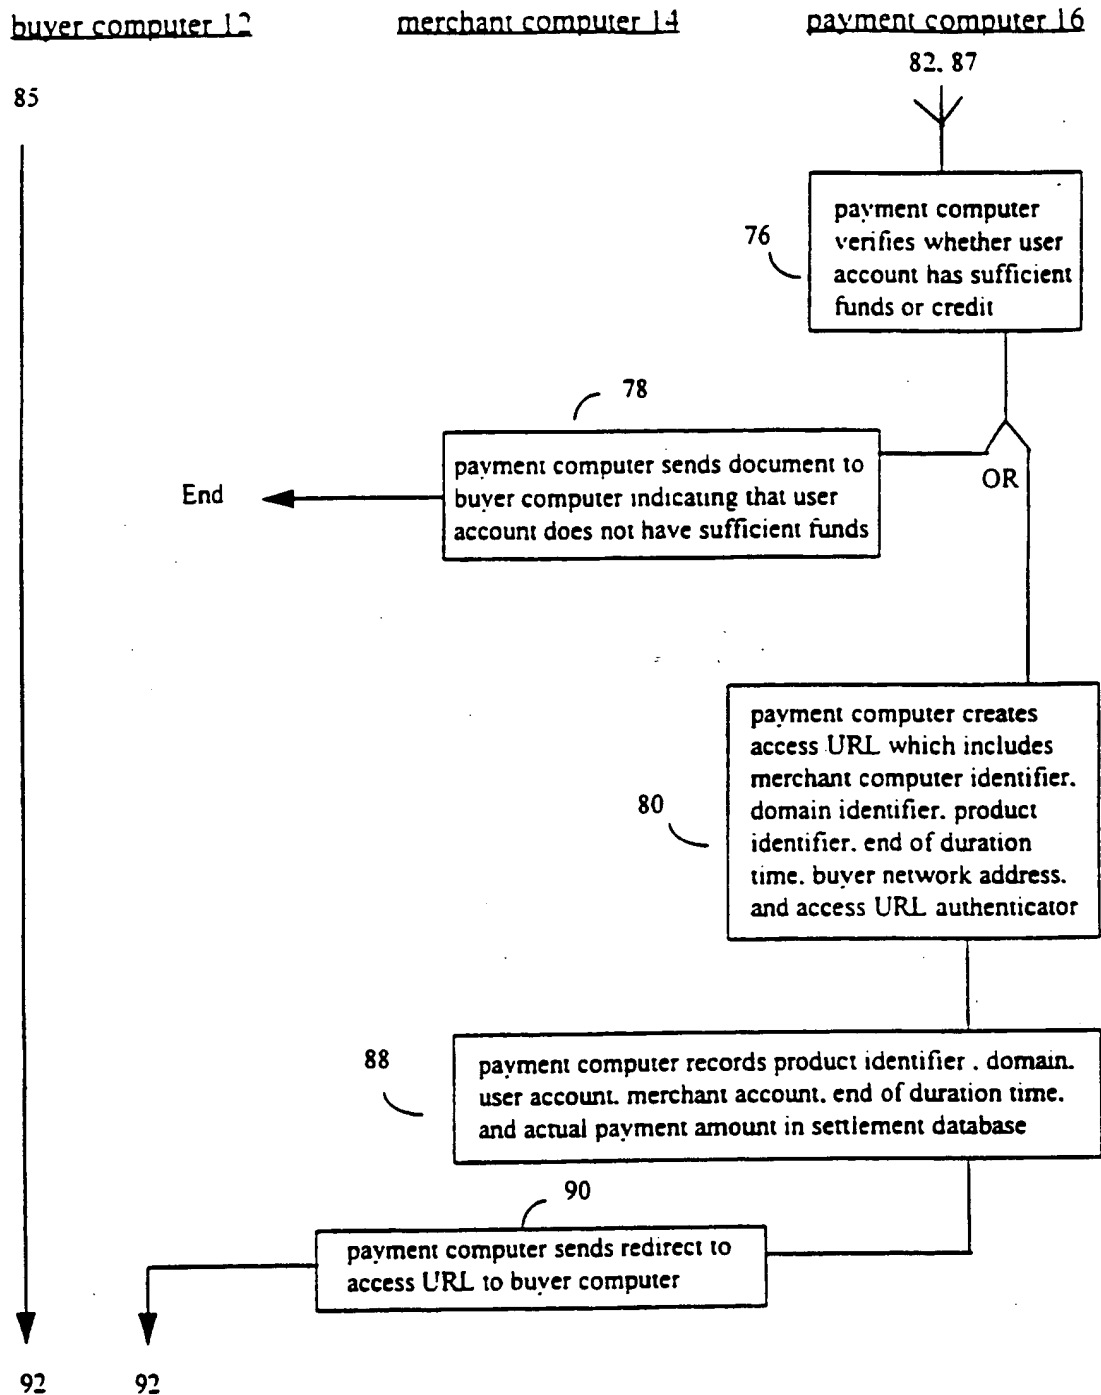 buyer computer 12
merchant computer 14
payment computer 16
82. 87
85
payment computer
verifies whether user
account has sufficient
funds or credit
76
78
payment computer sends document to
buyer computer indicating that user
account does not have sufficient funds
End
OR
payment computer creates
access URL which includes
merchant computer identifier.
domain identifier. product
identifier. end of duration
time. buyer network address.
and access URL authenticator
80
88
payment computer records product identifier . domain.
user account. merchant account. end of duration time.
and actual payment amount in settlement database
90
payment computer sends redirect to
access URL to buyer computer
92
92